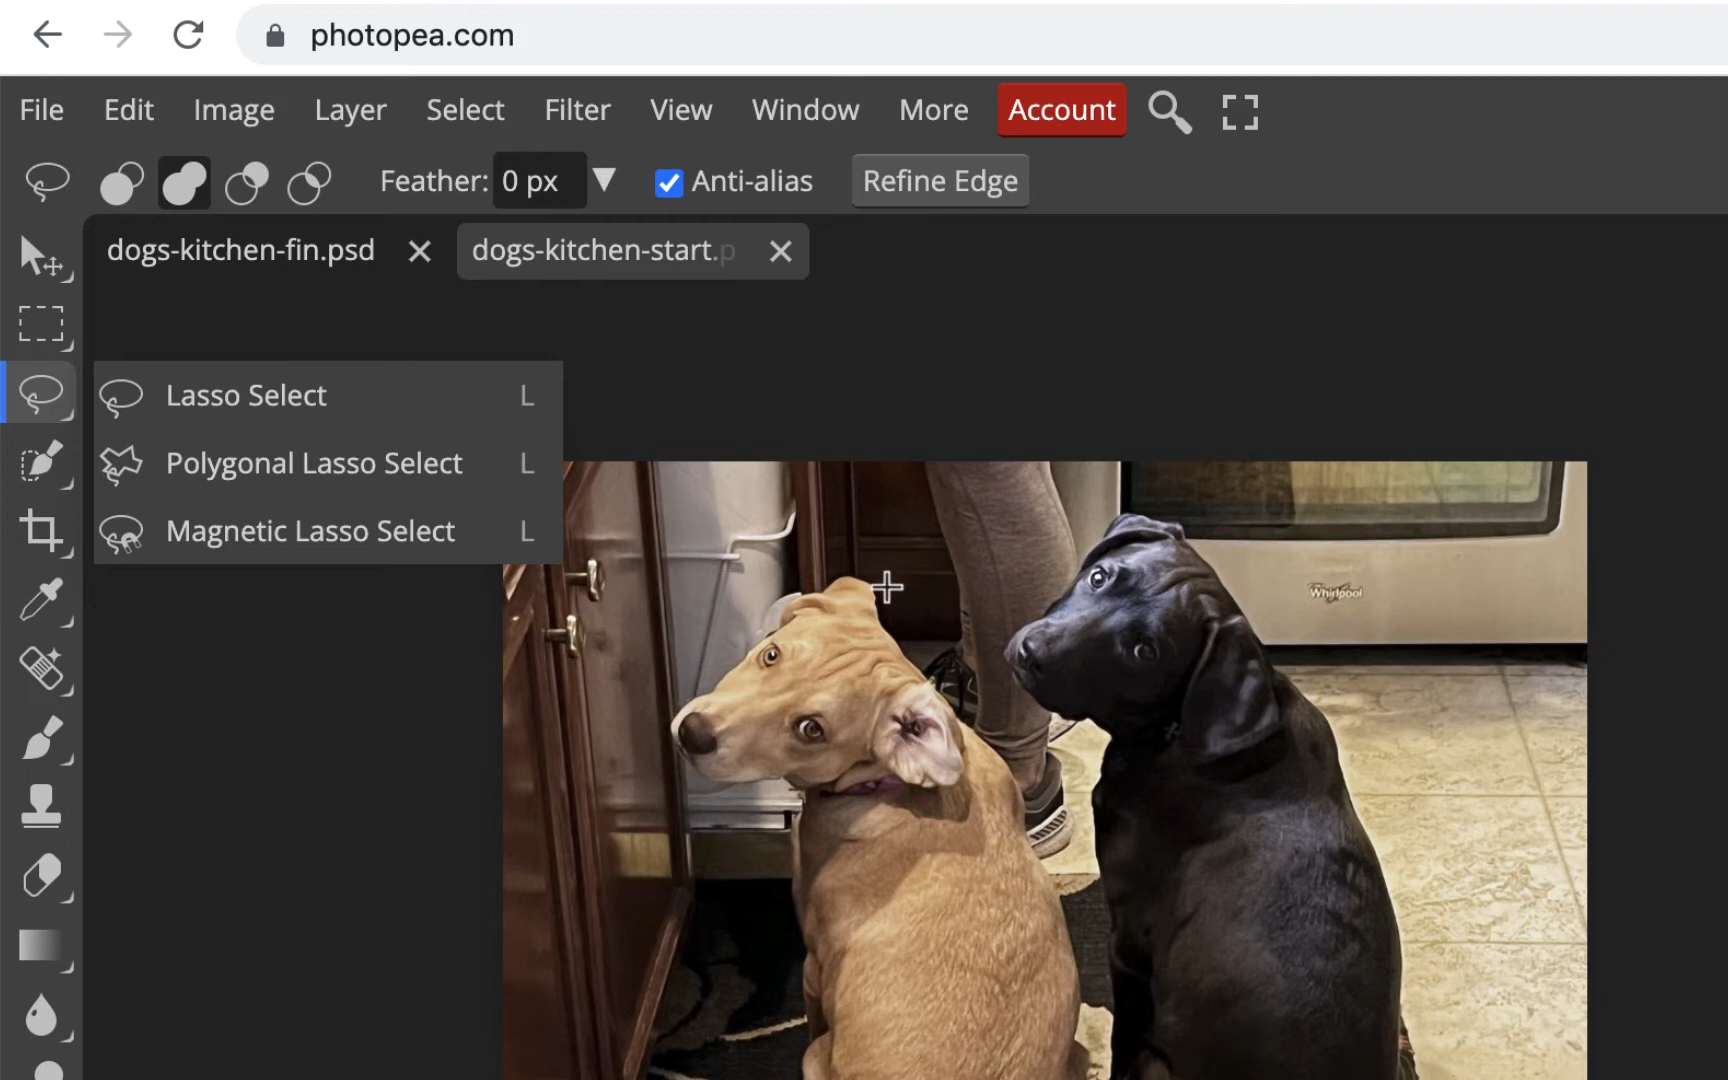 photopea.com
File Edit Image Layer Select Filter View Window More Account
Feather: 0 px Anti-alias Refine Edge
dogs-kitchen-fin.psd dogs-kitchen-start.p
Lasso Select L
Polygonal Lasso Select L
Magnetic Lasso Select L
Whirlpool